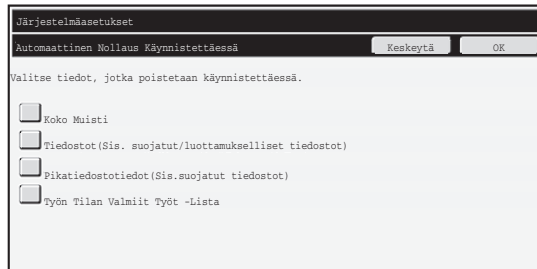 Järjestelmäasetukset
Automaattinen Nollaus Käynnistettäessä Keskeytä OK
Valitse tiedot, jotka poistetaan käynnistettäessä.
Koko Muisti
Tiedostot(Sis. suojatut/luottamukselliset tiedostot)
Pikatiedostotiedot(Sis.suojatut tiedostot)
Työn Tilan Valmiit Työt -Lista